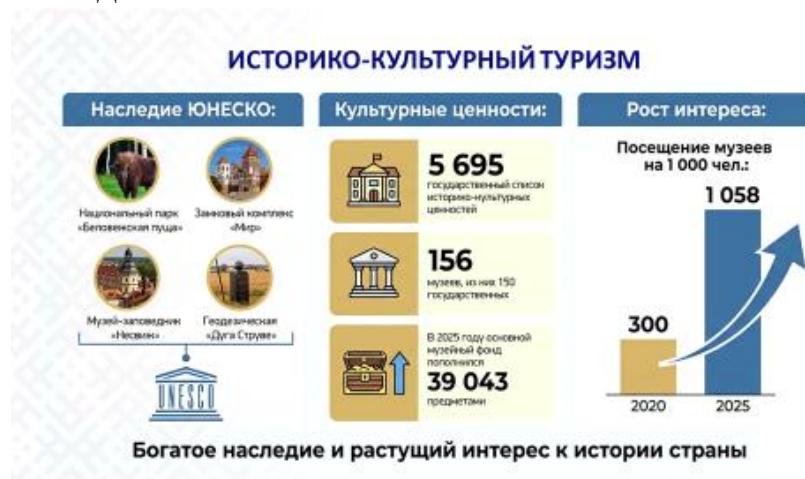 ИСТОРИКО-КУЛЬТУРНЫЙ ТУРИЗМ
Наследие ЮНЕСКО:
Национальный парк
«Беловежская пуща»
Замковый комплекс
«Мир»
Музей-заповедник
«Несвиж»
Геодезическая
«Дуга Струве»
UNESCO
Культурные ценности:
5 695
государственный список
историко-культурных
ценностей
156
музеев, из них 150
государственных
В 2025 году основной
музейный фонд
пополнился
39 043
предметами
Рост интереса:
Посещение музеев
на 1 000 чел.:
1 058
300
2020
2025
Богатое наследие и растущий интерес к истории страны